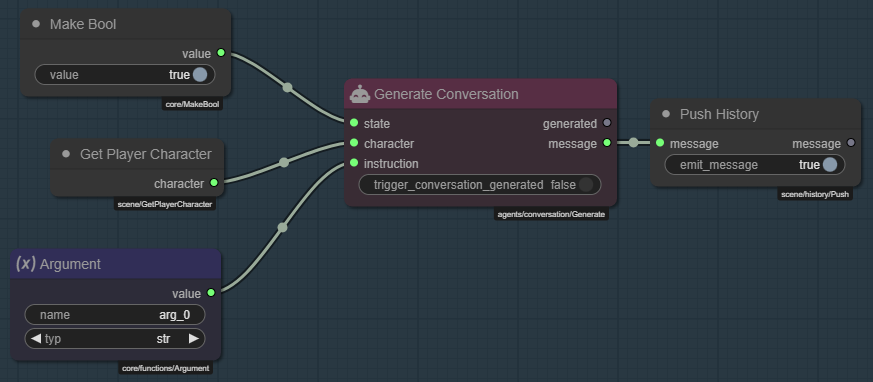 Make Bool
value
value true
core/MakeBool
Get Player Character
character
scene/GetPlayerCharacter
(x) Argument
value
name arg_0
typ str
core/functions/Argument
Generate Conversation
state generated
character message
instruction
trigger_conversation_generated false
agents/conversation/Generate
Push History
message message
emit_message true
scene/history/Push